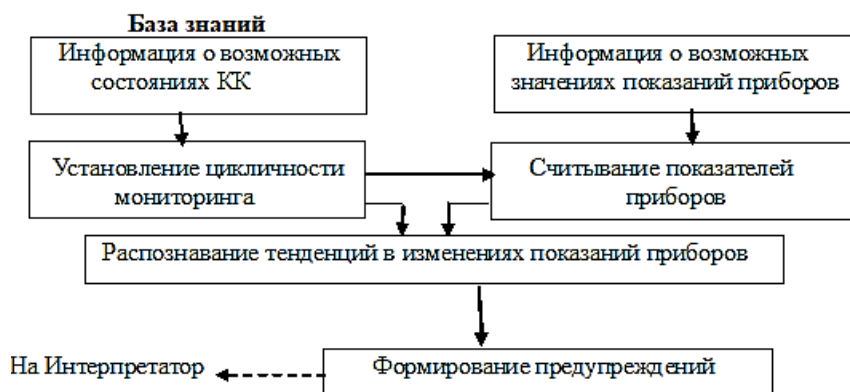 База знаний
Информация о возможных
состояниях КК
Информация о возможных
значениях показаний приборов
Установление цикличности
мониторинга
Считывание показателей
приборов
Распознавание тенденций в изменениях показаний приборов
На Интерпретатор
Формирование предупреждений